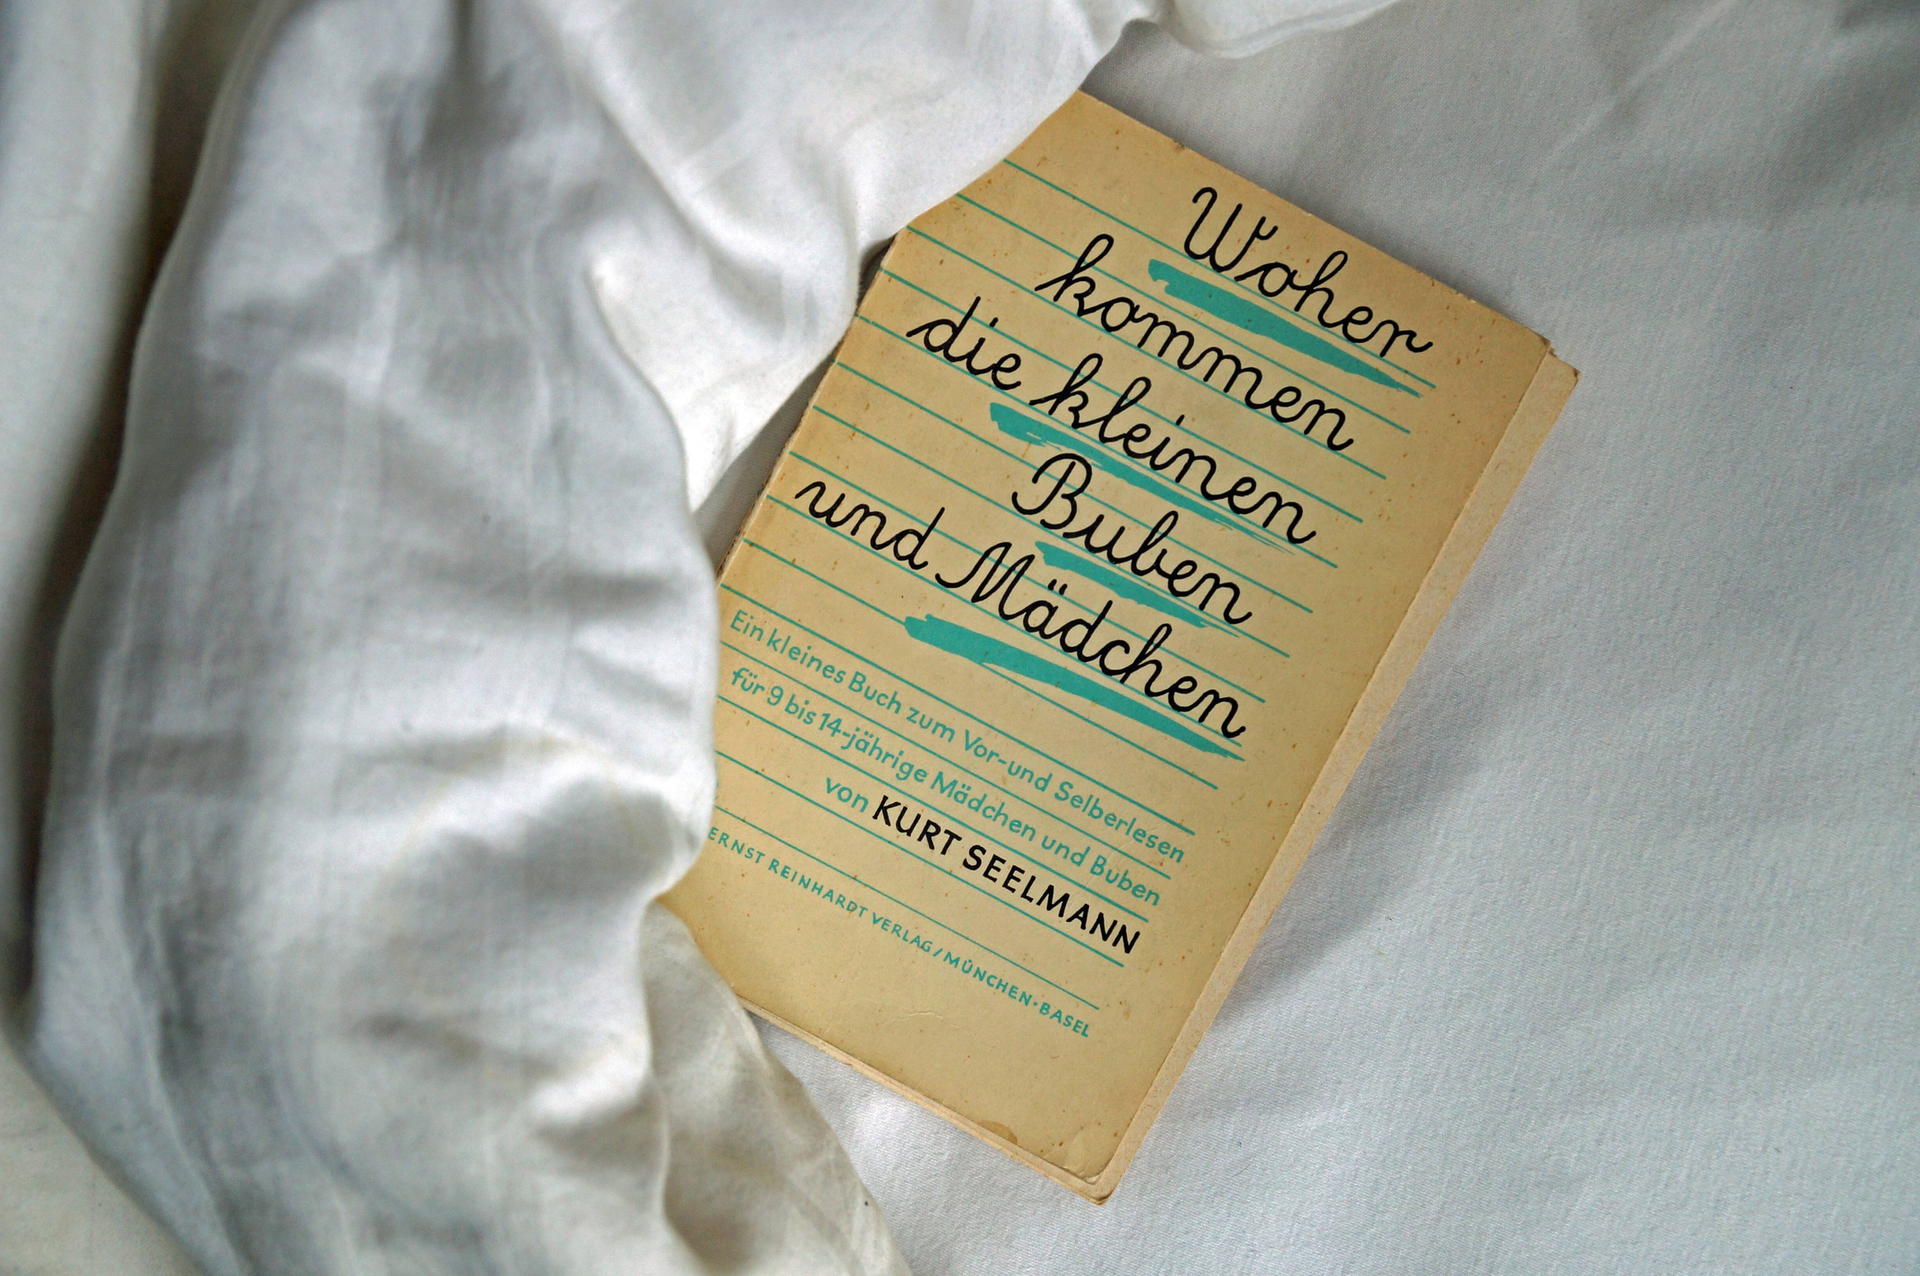 Woher
kommen
die kleinen
Buben
und Mädchen
Ein kleines Buch zum Vor-und Selberlesen
für 9 bis 14-jährige Mädchen und Buben
von KURT SEELMANN
ERNST REINHARDT VERLAG/MÜNCHEN·BASEL